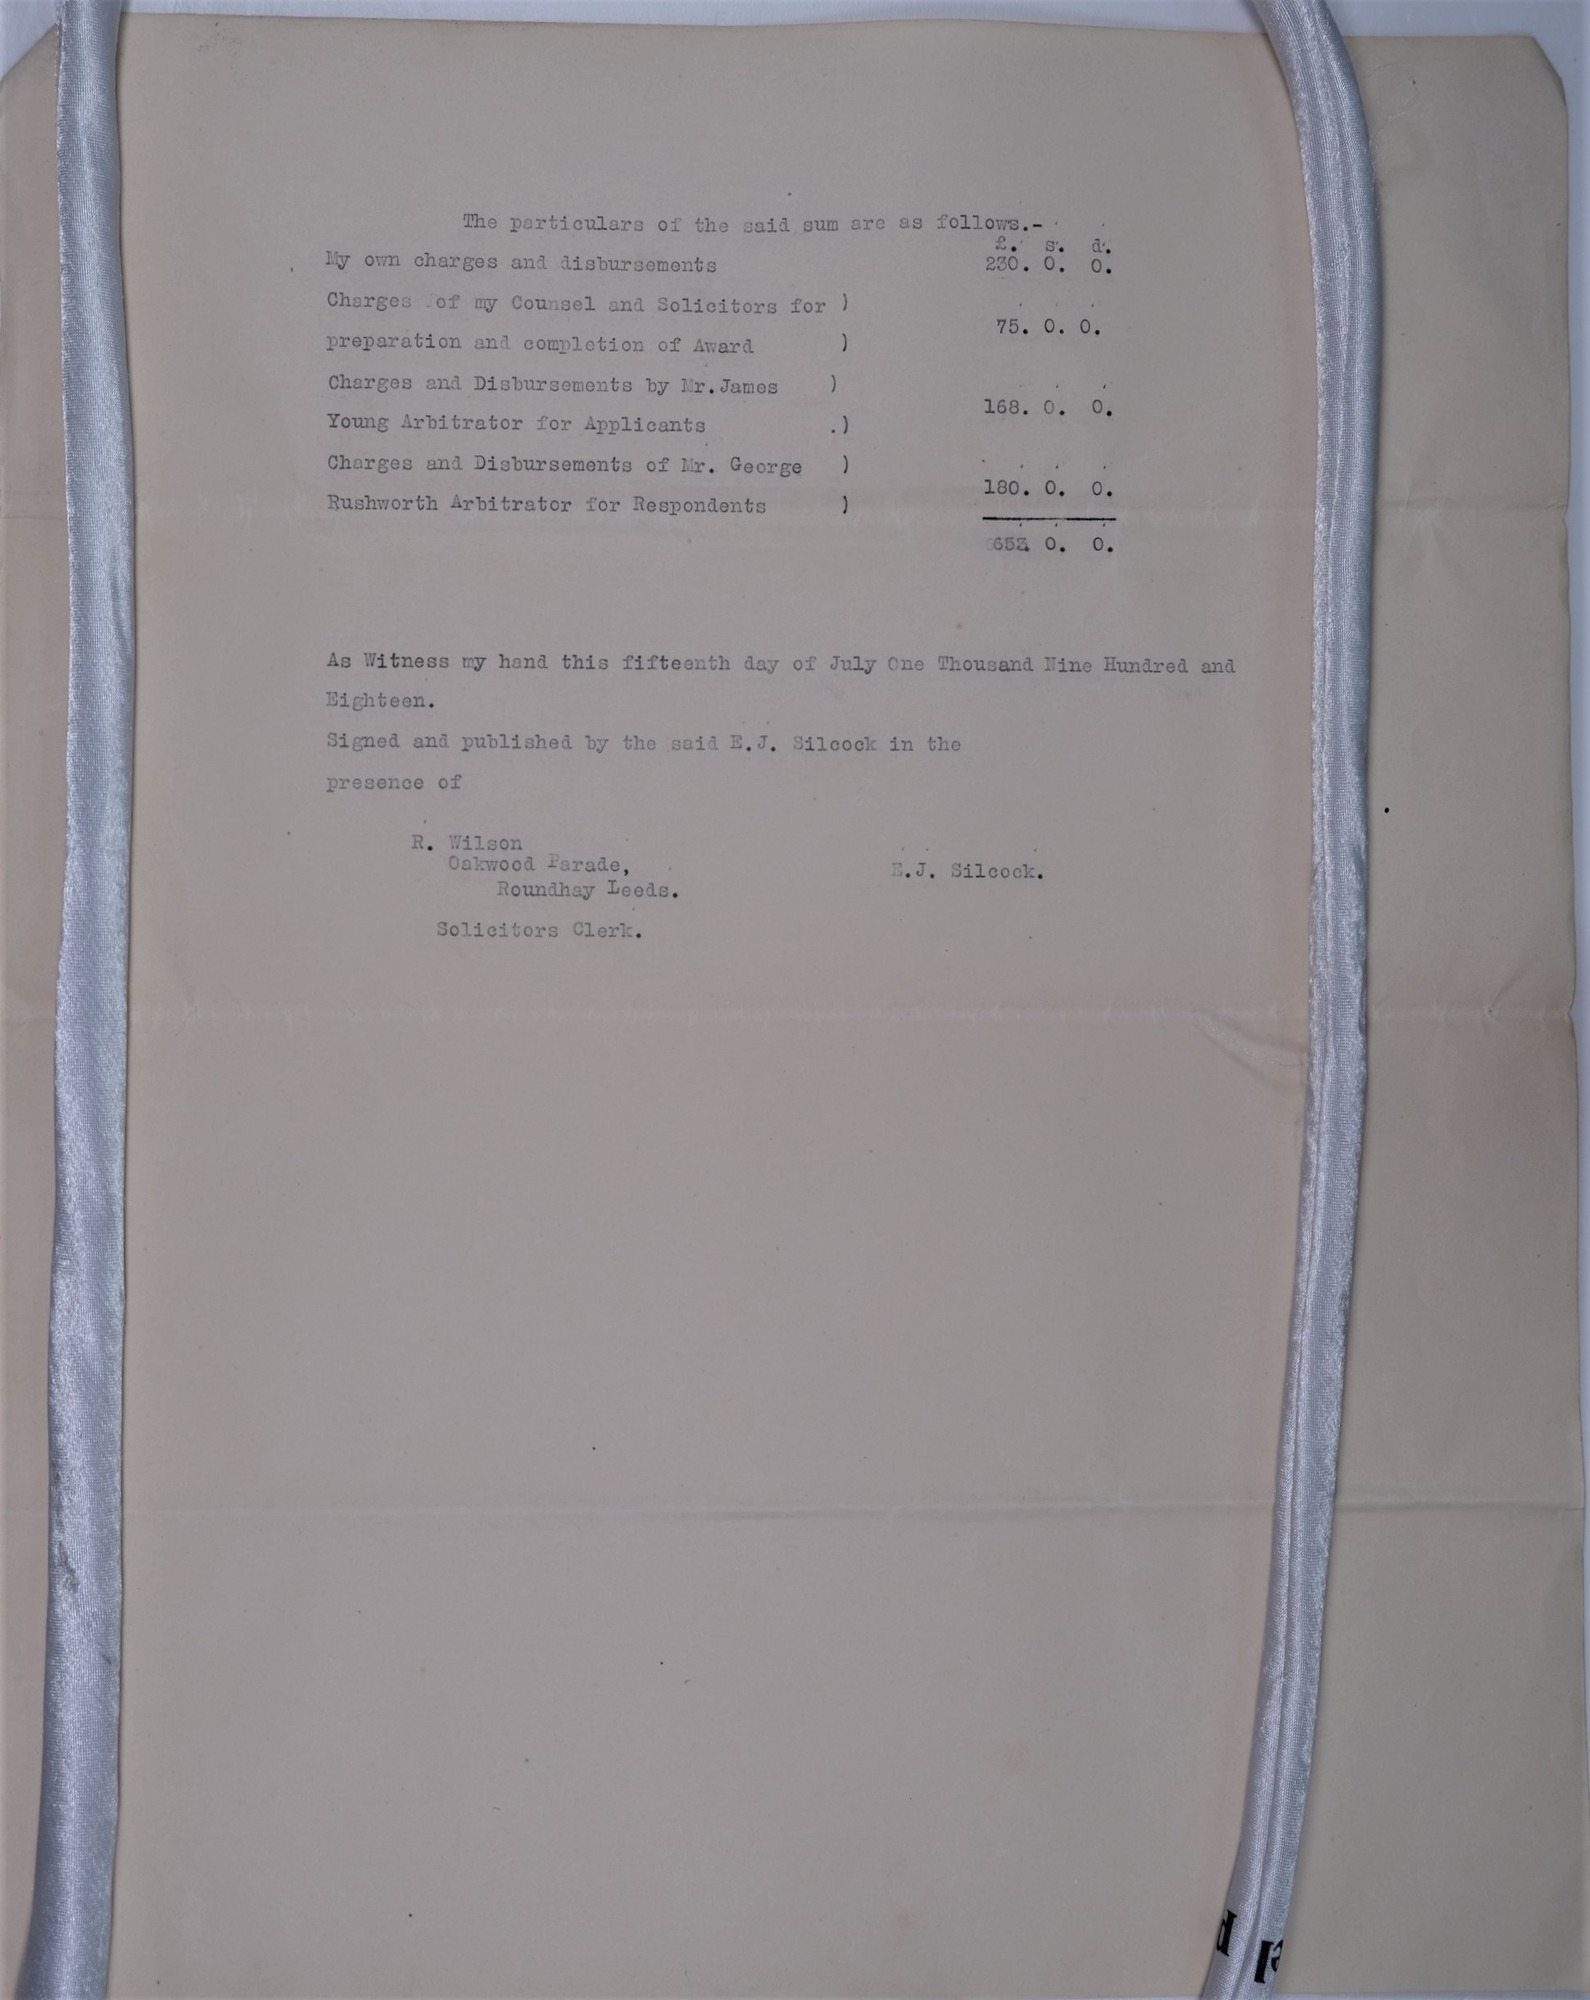 The particulars of the said sum are as follows.-
£. s. d.
My own charges and disbursements 230. 0. 0.
Charges of my Counsel and Solicitors for )
75. 0. 0.
preparation and completion of Award )
Charges and Disbursements by Mr.James )
168. 0. 0.
Young Arbitrator for Applicants .)
Charges and Disbursements of Mr. George )
180. 0. 0.
Rushworth Arbitrator for Respondents )
653 0. 0.
As Witness my hand this fifteenth day of July One Thousand Nine Hundred and
Eighteen.
Signed and published by the said E.J. Silcock in the
presence of
R. Wilson
Oakwood Parade,
E.J. Silcock.
Roundhay Leeds.
Solicitors Clerk.